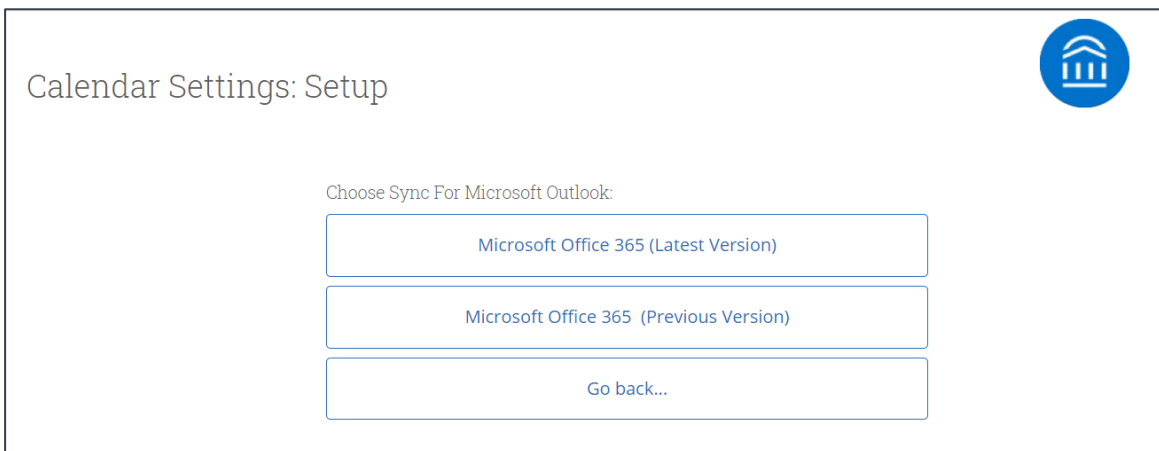 Calendar Settings: Setup
Choose Sync For Microsoft Outlook:
Microsoft Office 365 (Latest Version)
Microsoft Office 365  (Previous Version)
Go back...